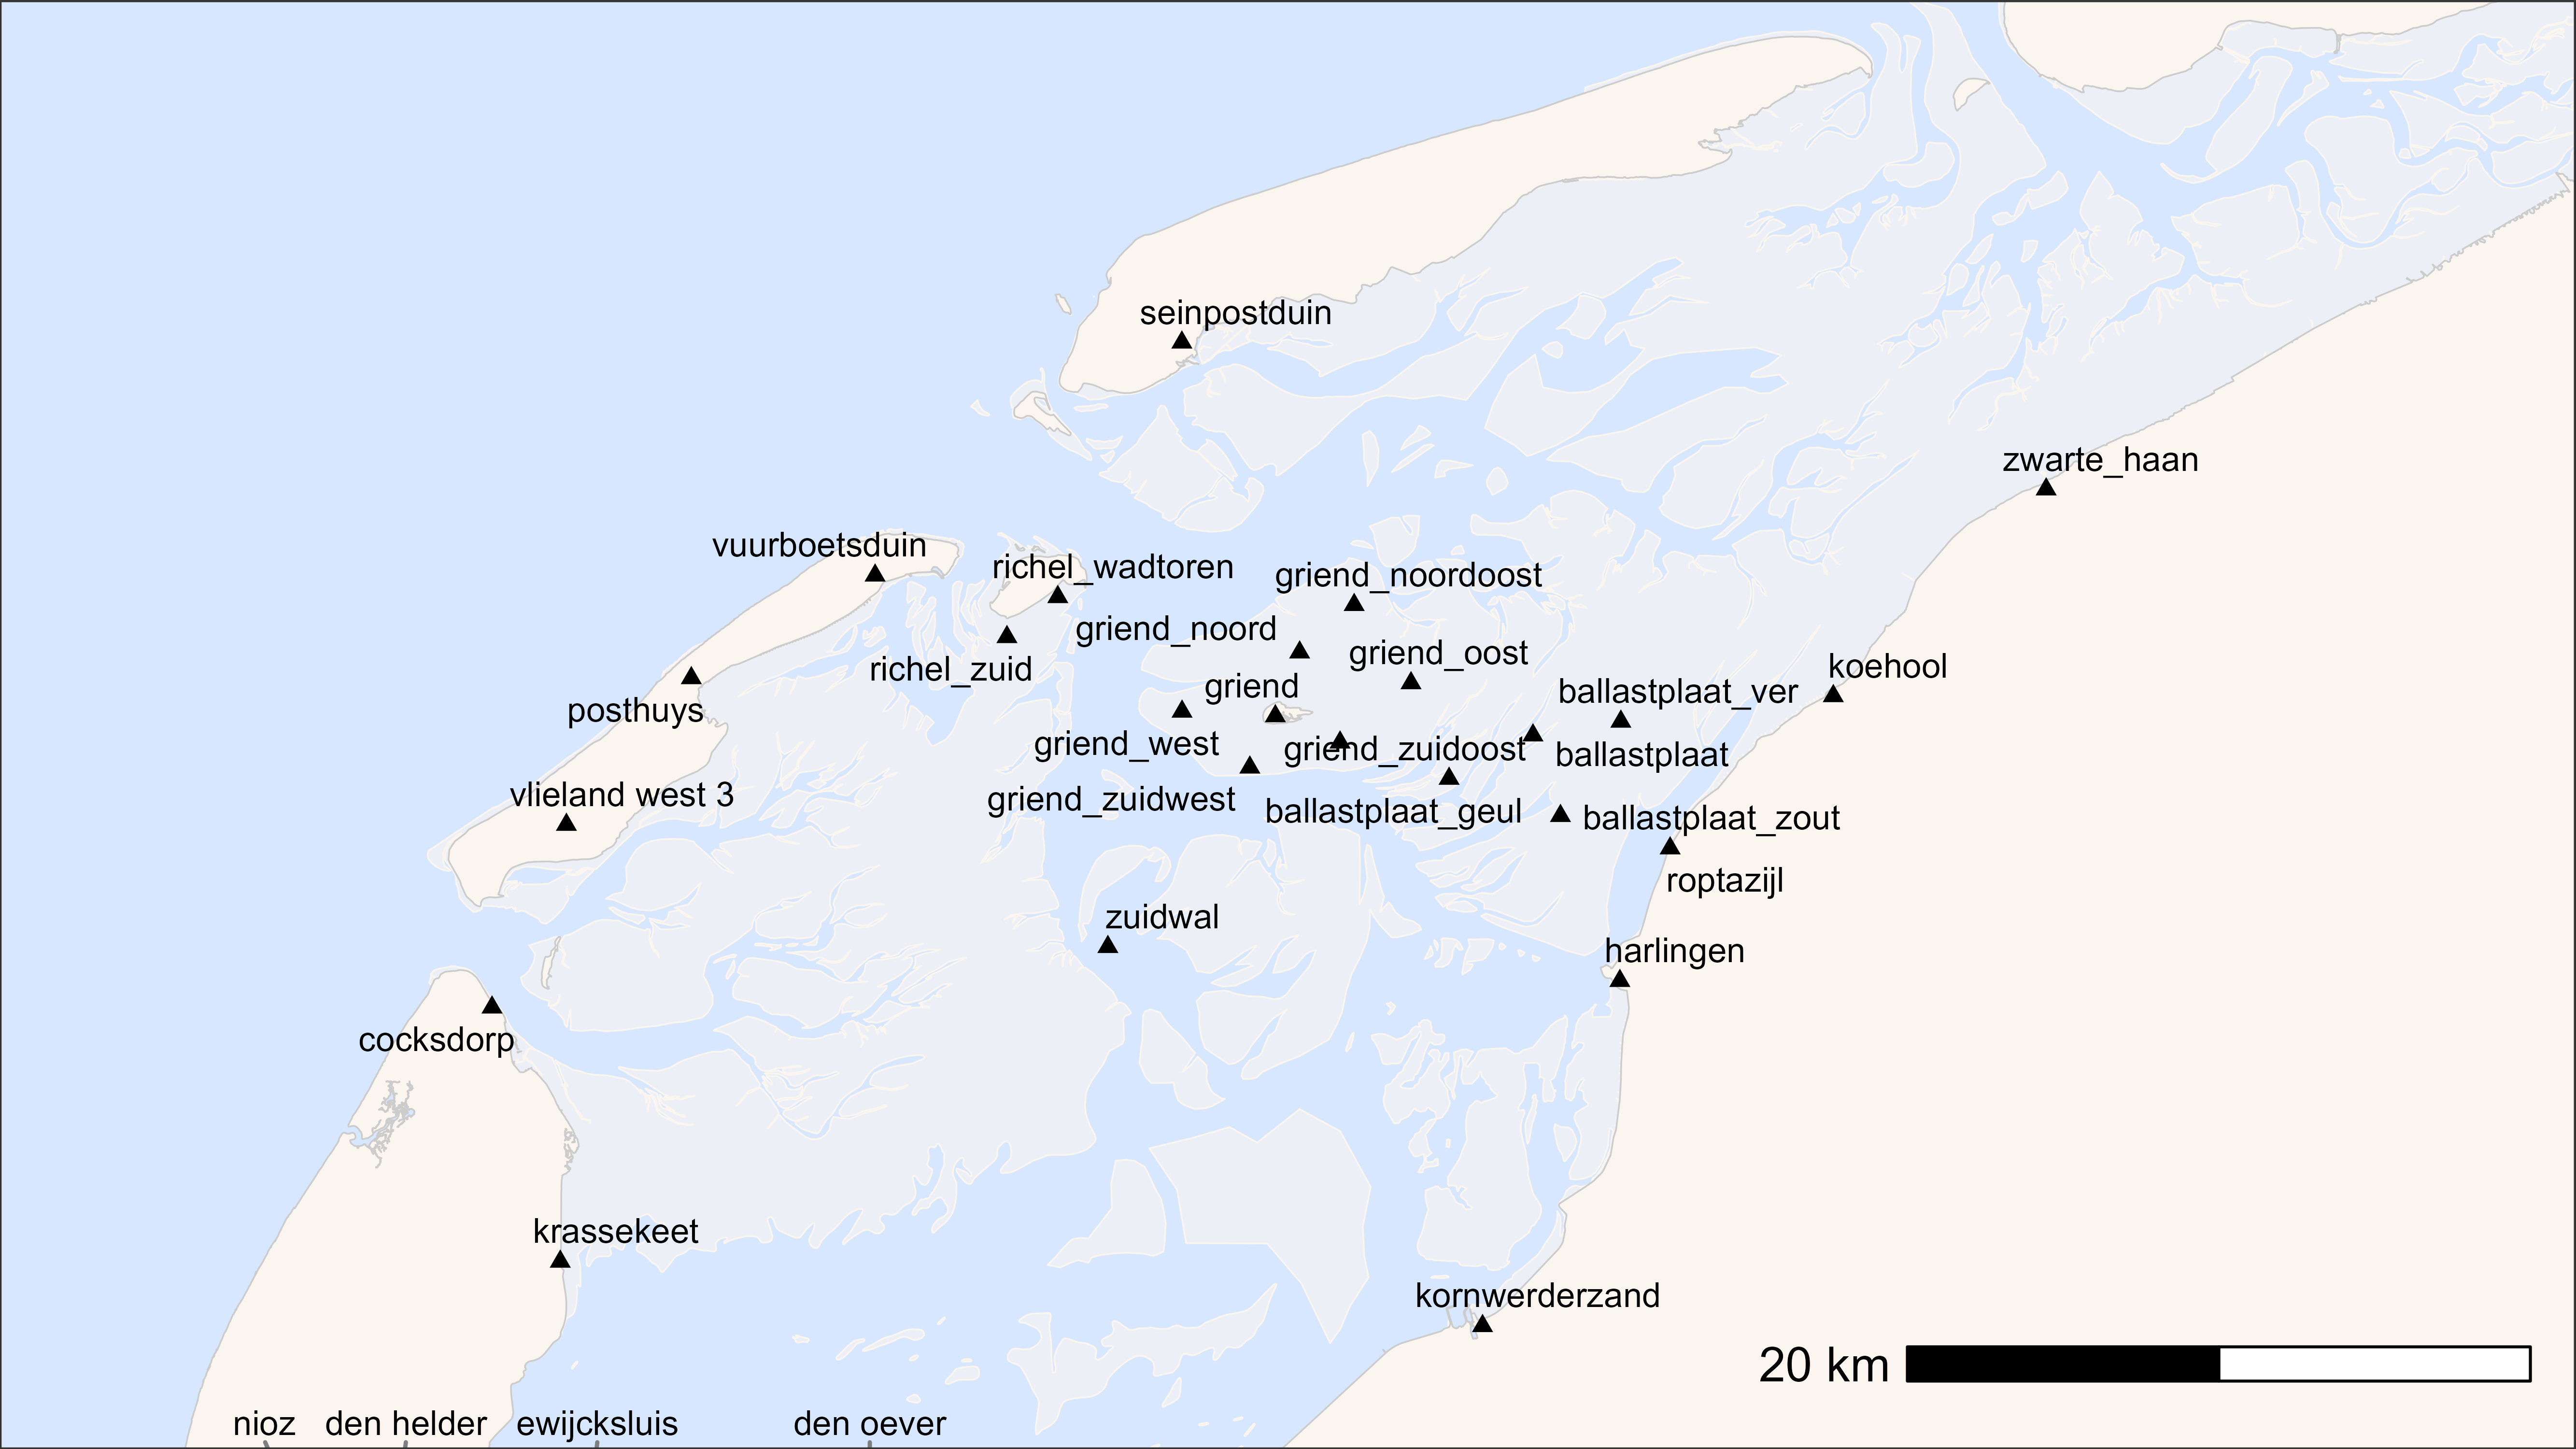 seinpostduin
zwarte_haan
vuurboetsduin
richel_wadtoren
griend_noordoost
griend_noord
griend_oost
richel_zuid
koehool
griend
ballastplaat_ver
posthuys
griend_west
griend_zuidoost
ballastplaat
vlieland west 3
griend_zuidwest
ballastplaat_geul
ballastplaat_zout
roptazijl
zuidwal
harlingen
cocksdorp
krassekeet
kornwerderzand
20 km
nioz
den helder
ewijcksluis
den oever